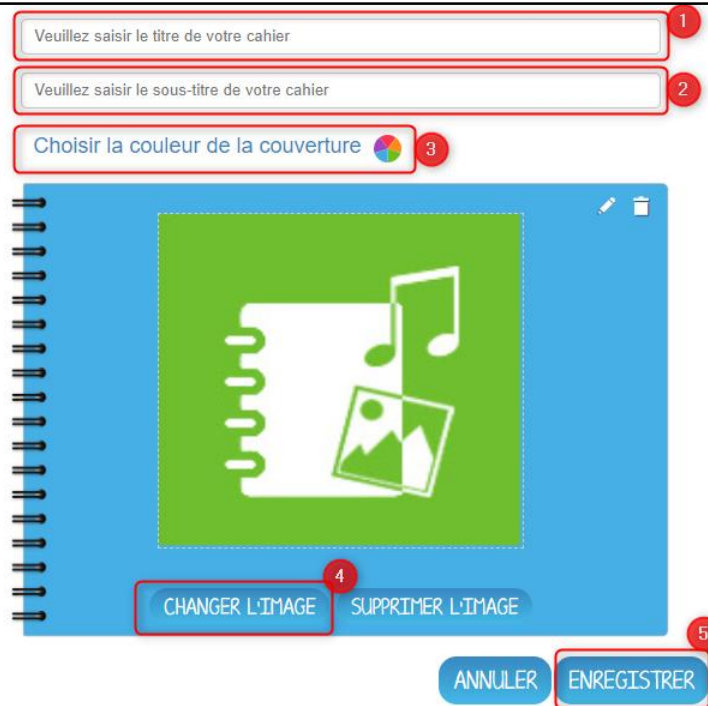 1
Veuillez saisir le titre de votre cahier
Veuillez saisir le sous-titre de votre cahier 2
Choisir la couleur de la couverture 3
4
CHANGER L'IMAGE SUPPRIMER L'IMAGE
5
ANNULER ENREGISTRER